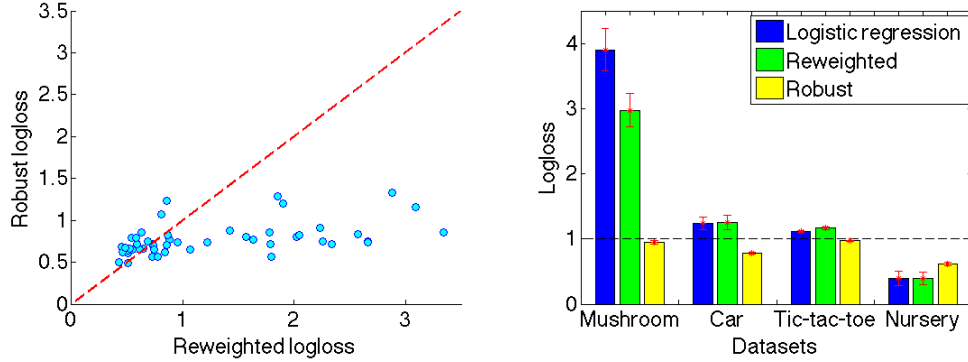 3.5
3
2.5
2
1.5
1
0.5
0
Robust logloss
0 1 2 3
Reweighted logloss
4
3
2
1
0
Logloss
Logistic regression
Reweighted
Robust
Mushroom Car Tic-tac-toe Nursery
Datasets